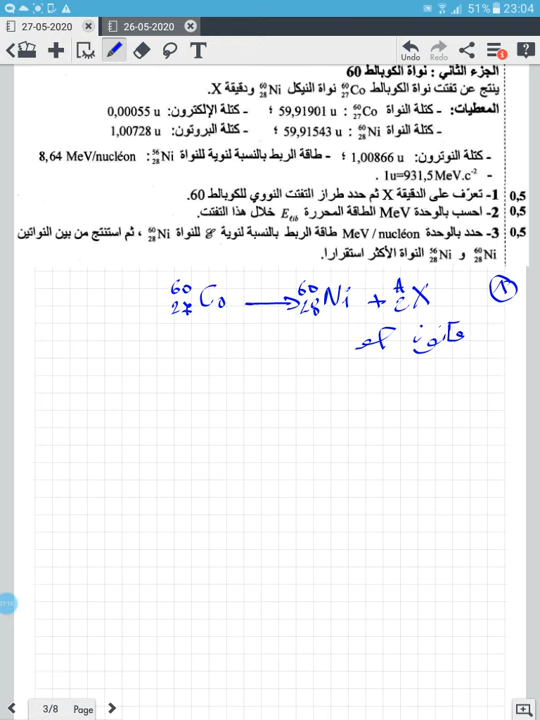 51% 23:04
27-05-2020 26-05-2020
الجزء الثاني : نواة الكوبالط 60
ينتج عن تفتت نواة الكوبالط ⁶⁰₂₇Co نواة النيكل ⁶⁰₂₈Ni ودقيقة X.
المعطيات: - كتلة النواة ⁶⁰₂₇Co : 59,91901 u ؛ - كتلة الإلكترون: 0,00055 u
- كتلة النواة ⁶⁰₂₈Ni : 59,91543 u ؛ - كتلة البروتون: 1,00728 u
- كتلة النوترون: 1,00866 u ؛ - طاقة الربط بالنسبة لنوية للنواة ⁵⁶₂₈Ni : 8,64 MeV/nucléon
- 1u=931,5MeV.c⁻² .
1- تعرّف على الدقيقة X ثم حدد طراز التفتت النووي للكوبالط 60. 0,5
2- احسب بالوحدة MeV الطاقة المحررة E_lib خلال هذا التفتت. 0,5
3- حدد بالوحدة MeV / nucléon طاقة الربط بالنسبة لنوية ℰ للنواة ⁶⁰₂₈Ni ، ثم استنتج من بين النواتين 0,5
⁶⁰₂₈Ni و ⁵⁶₂₈Ni النواة الأكثر استقرارا.
⁶⁰₂₇Co → ⁶⁰₂₈Ni + ᴬX ①
قانون
3/8 Page